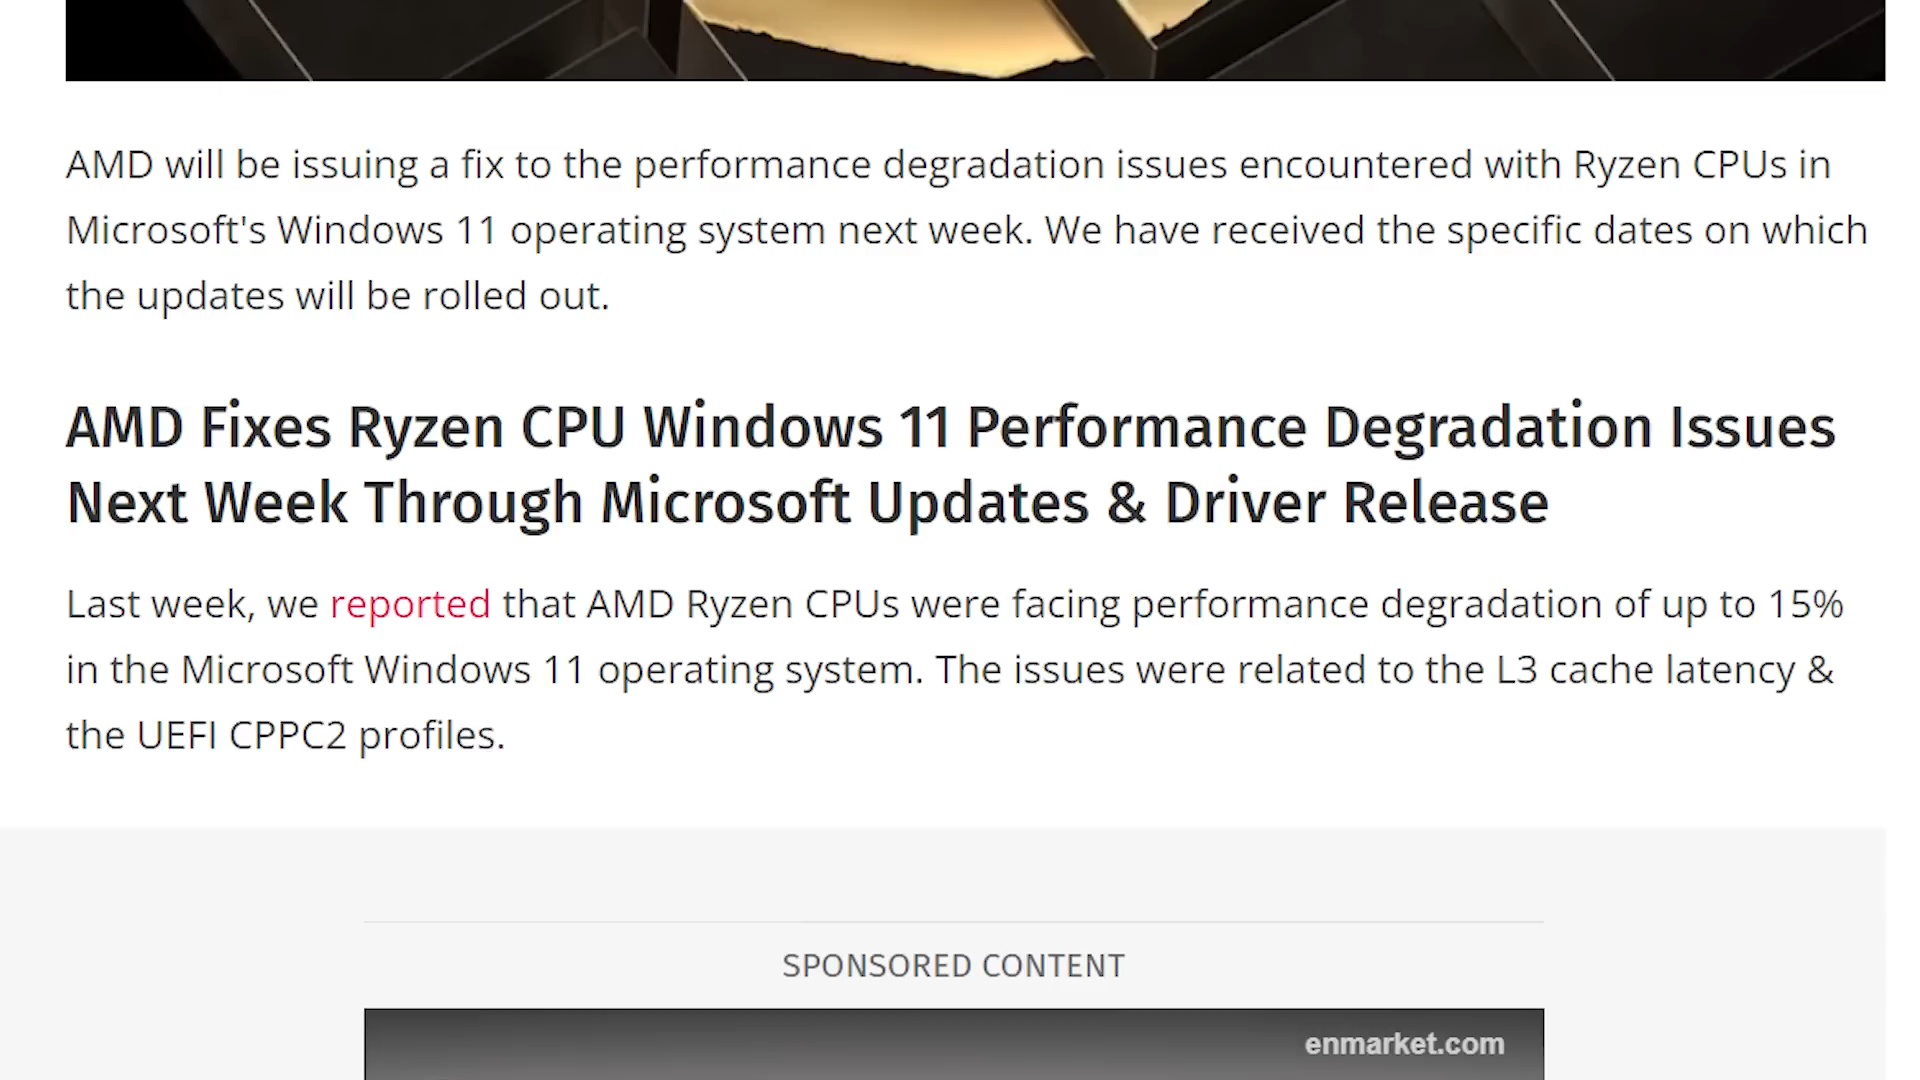 AMD will be issuing a fix to the performance degradation issues encountered with Ryzen CPUs in
Microsoft's Windows 11 operating system next week. We have received the specific dates on which
the updates will be rolled out.
AMD Fixes Ryzen CPU Windows 11 Performance Degradation Issues
Next Week Through Microsoft Updates & Driver Release
Last week, we reported that AMD Ryzen CPUs were facing performance degradation of up to 15%
in the Microsoft Windows 11 operating system. The issues were related to the L3 cache latency &
the UEFI CPPC2 profiles.
SPONSORED CONTENT
enmarket.com